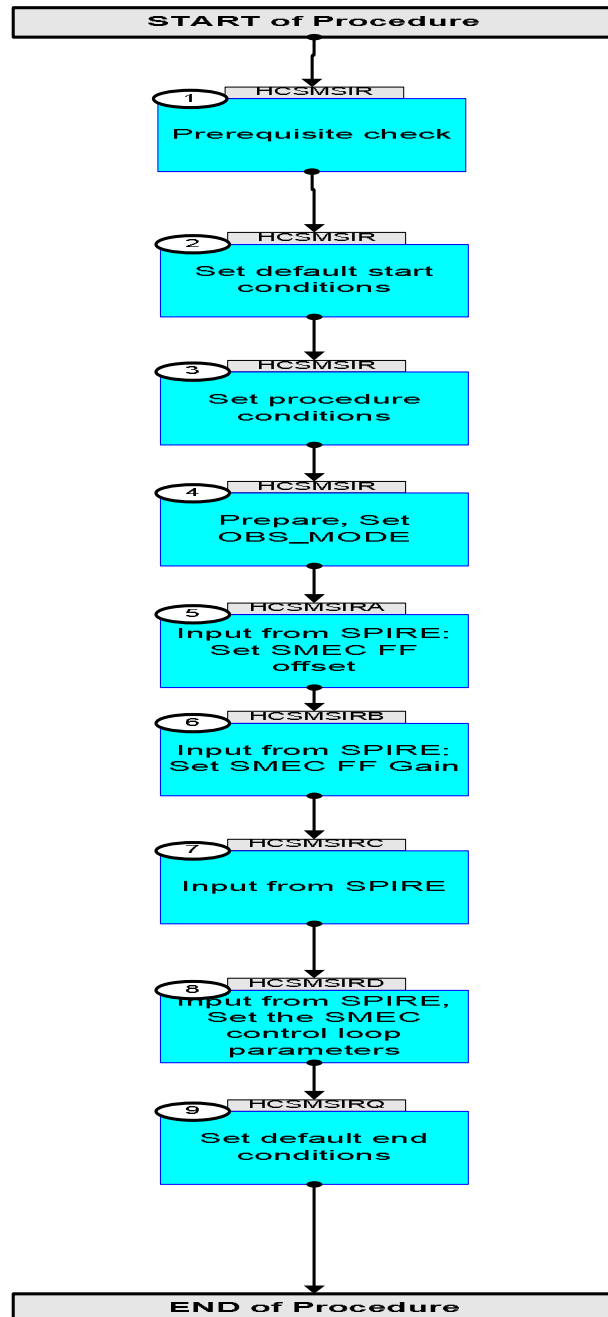 START of Procedure
HCSMSIR
1
Prerequisite check
HCSMSIR
2
Set default start
conditions
HCSMSIR
3
Set procedure
conditions
HCSMSIR
4
Prepare, Set
OBS_MODE
HCSMSIRA
5
Input from SPIRE:
Set SMEC FF
offset
HCSMSIRB
6
Input from SPIRE:
Set SMEC FF Gain
HCSMSIRC
7
Input from SPIRE
HCSMSIRD
8
Input from SPIRE,
Set the SMEC
control loop
parameters
HCSMSIRQ
9
Set default end
conditions
END of Procedure